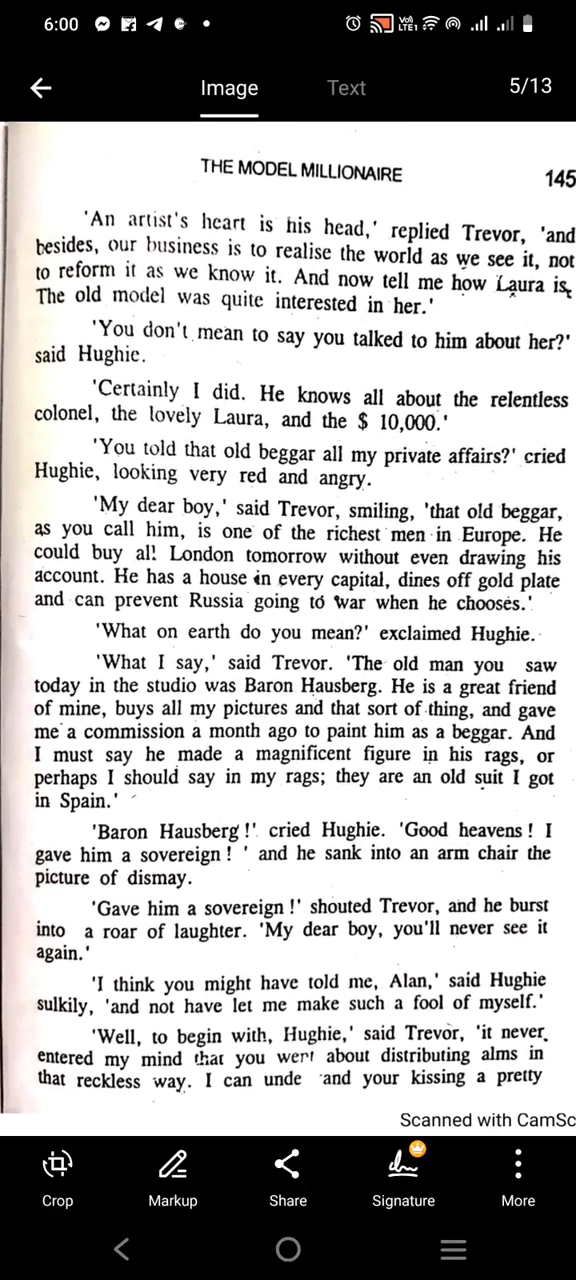 6:00
VoI) LTE1
Image
Text
5/13
THE MODEL MILLIONAIRE
145
'An artist's heart is his head,' replied Trevor, 'and
besides, our business is to realise the world as we see it, not
to reform it as we know it. And now tell me how Laura is.
The old model was quite interested in her.'
'You don't mean to say you talked to him about her?'
said Hughie.
'Certainly I did. He knows all about the relentless
colonel, the lovely Laura, and the $ 10,000.'
'You told that old beggar all my private affairs?' cried
Hughie, looking very red and angry.
'My dear boy,' said Trevor, smiling, 'that old beggar,
as you call him, is one of the richest men in Europe. He
could buy all London tomorrow without even drawing his
account. He has a house in every capital, dines off gold plate
and can prevent Russia going to war when he chooses.'
'What on earth do you mean?' exclaimed Hughie.
'What I say,' said Trevor. 'The old man you saw
today in the studio was Baron Hausberg. He is a great friend
of mine, buys all my pictures and that sort of thing, and gave
me a commission a month ago to paint him as a beggar. And
I must say he made a magnificent figure in his rags, or
perhaps I should say in my rags; they are an old suit I got
in Spain.'
'Baron Hausberg !' cried Hughie. 'Good heavens ! I
gave him a sovereign ! ' and he sank into an arm chair the
picture of dismay.
'Gave him a sovereign !' shouted Trevor, and he burst
into a roar of laughter. 'My dear boy, you'll never see it
again.'
'I think you might have told me, Alan,' said Hughie
sulkily, 'and not have let me make such a fool of myself.'
'Well, to begin with, Hughie,' said Trevor, 'it never
entered my mind that you went about distributing alms in
that reckless way. I can unde and your kissing a pretty
Scanned with CamSc
Crop
Markup
Share
Signature
More